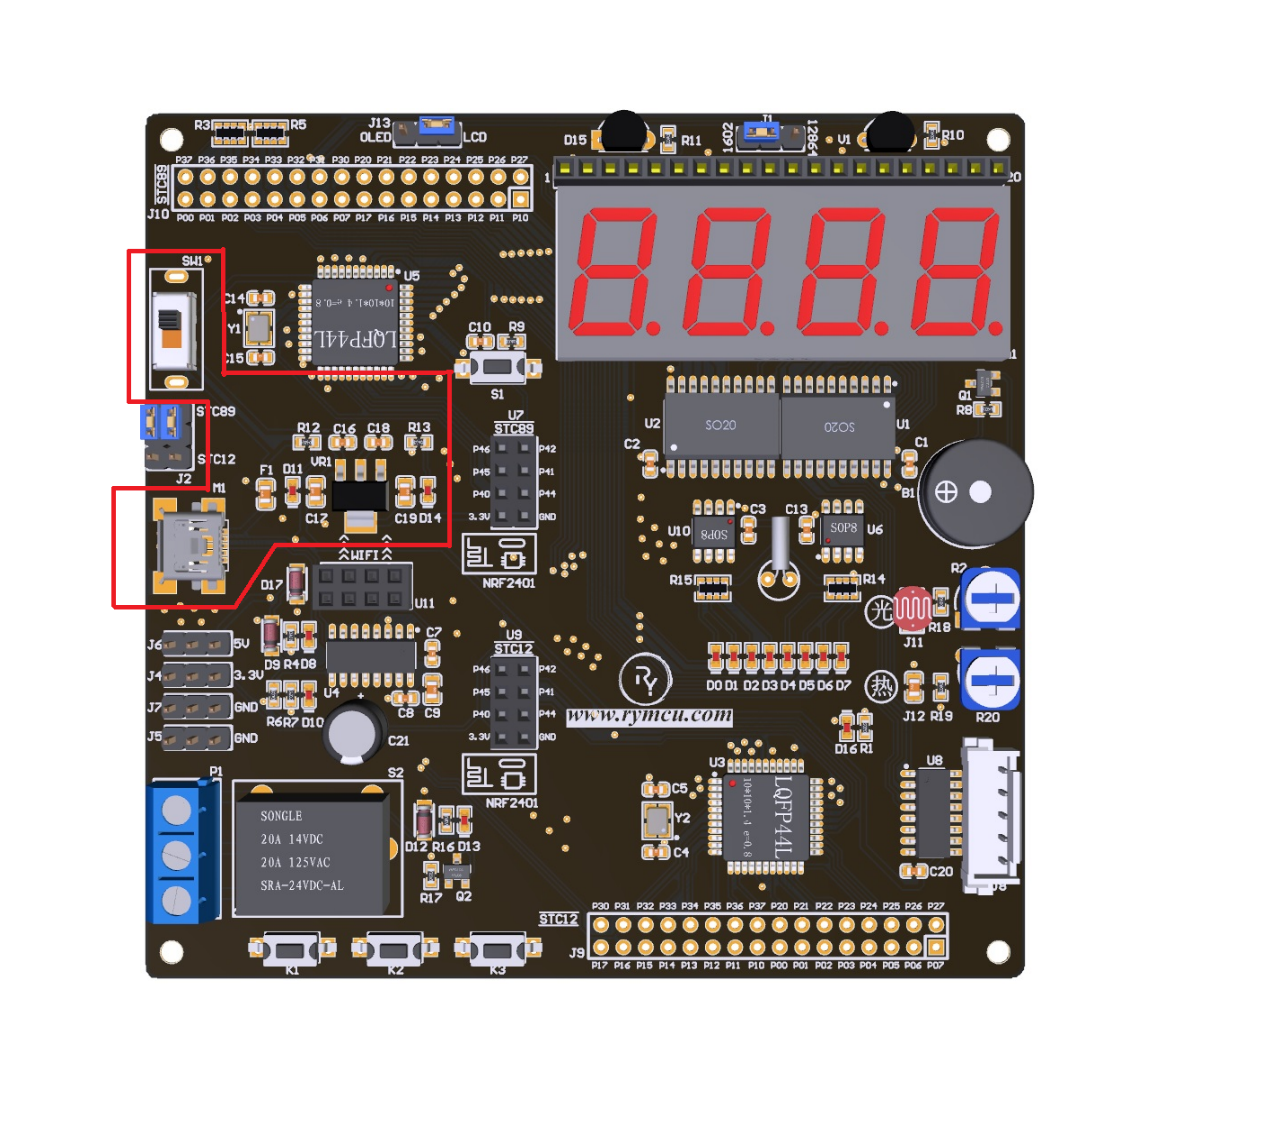 R3 R5
J13
OLED LCD
D15 R11
J1
1602 12864
R10
P37 P36 P35 P34 P33 P32 P30 P20 P21 P22 P23 P24 P25 P26 P27
STC89
J10
P00 P01 P02 P03 P04 P05 P06 P07 P17 P16 P15 P14 P13 P12 P11 P10
1 20
8.8.8.8.
SW1
C14
Y1
C15
U5
10*10*1.4 e=0.8
LQFP44L
C10 R9
S1
STC89
STC12
J2
R12 C16 C18 R13
VR1
F1 D11 C17 C19 D14
M1
WIFI
D17
U11
U7
STC89
P46 P42
P45 P41
P40 P44
3.3V GND
NRF2401
U2 SO20 U1
C2 C1
Q1
R8
B1
U10 SOP8 C3 C13 SOP8 U6
R15 R14
光
R18
J11
热
J12 R19 R20
D0 D1 D2 D3 D4 D5 D6 D7
RY
www.rymcu.com
D16 R1
J6 5V
J4 3.3V
J7 GND
J5 GND
D9 R4 D8
R6 R7 D10
U4
C7
C8 C9
C21
U9
STC12
P46 P42
P45 P41
P40 P44
3.3V GND
NRF2401
P1
S2
SONGLE
20A 14VDC
20A 125VAC
SRA-24VDC-AL
D12 R16 D13
R17 Q2
K1 K2 K3
C5
Y2
C4
U3
LQFP44L
10*10*1.4 e=0.8
U8
C20
J8
STC12
P30 P31 P32 P33 P34 P35 P36 P37 P20 P21 P22 P23 P24 P25 P26 P27
J9
P17 P16 P15 P14 P13 P12 P11 P10 P00 P01 P02 P03 P04 P05 P06 P07